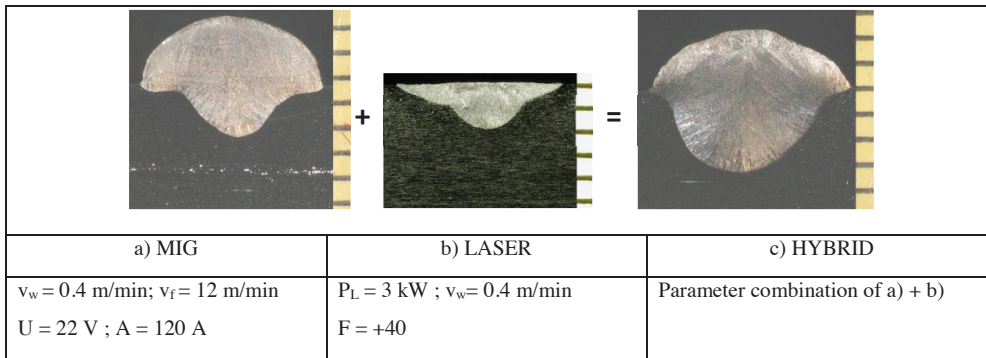 +
=
a) MIG
b) LASER
c) HYBRID
v_w = 0.4 m/min; v_f = 12 m/min
U = 22 V ; A = 120 A
P_L = 3 kW ; v_w= 0.4 m/min
F = +40
Parameter combination of a) + b)